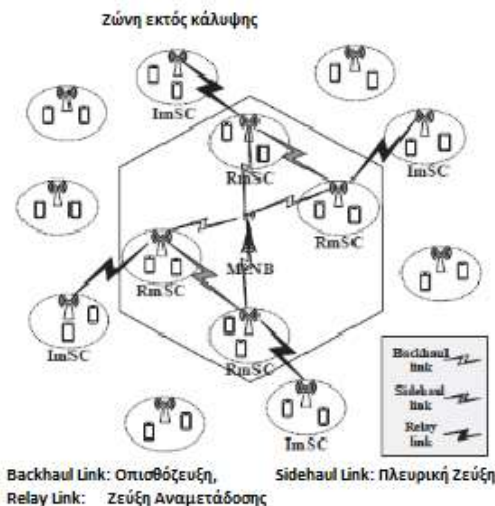 Ζώνη εκτός κάλυψης
ImSC
RmSC
ImSC
RmSC
MeNB
RmSC
ImSC
RmSC
ImSC
Backhaul
link
Sidehaul
link
Relay
link
Backhaul Link: Οπισθόζευξη, Sidehaul Link: Πλευρική Ζεύξη
Relay Link: Ζεύξη Αναμετάδοσης